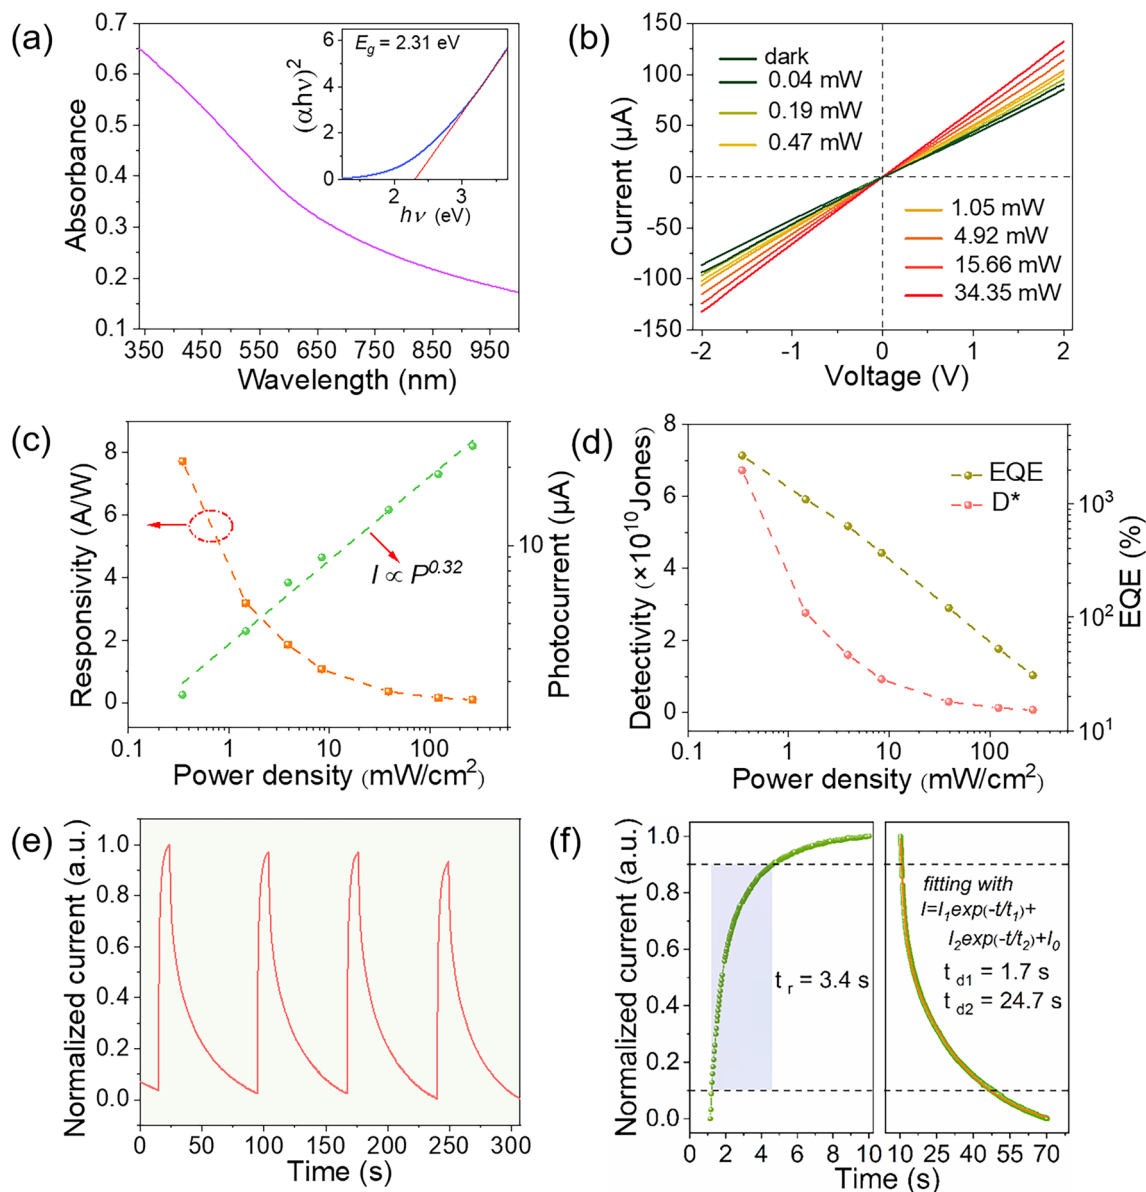 (a)
0.7
0.6
0.5
0.4
0.3
0.2
0.1
Absorbance
350 450 550 650 750 850 950
Wavelength (nm)
E_g = 2.31 eV
6
4
2
0
(αhν)²
2 3
hν (eV)
(b)
150
100
50
0
-50
-100
-150
Current (µA)
dark
0.04 mW
0.19 mW
0.47 mW
1.05 mW
4.92 mW
15.66 mW
34.35 mW
-2 -1 0 1 2
Voltage (V)
(c)
8
6
4
2
0
Responsivity (A/W)
I ∝ P^0.32
10
Photocurrent (µA)
0.1 1 10 100
Power density (mW/cm²)
(d)
8
6
4
2
0
Detectivity (×10¹⁰Jones)
EQE
D*
10³
10²
10¹
EQE (%)
0.1 1 10 100
Power density (mW/cm²)
(e)
1.0
0.8
0.6
0.4
0.2
0.0
Normalized current (a.u.)
0 50 100 150 200 250 300
Time (s)
(f)
1.0
0.8
0.6
0.4
0.2
0.0
Normalized current (a.u.)
t_r = 3.4 s
fitting with
I=I₁exp(-t/t₁)+
I₂exp(-t/t₂)+I₀
t_d1 = 1.7 s
t_d2 = 24.7 s
0 2 4 6 8 10 10 25 40 55 70
Time (s)